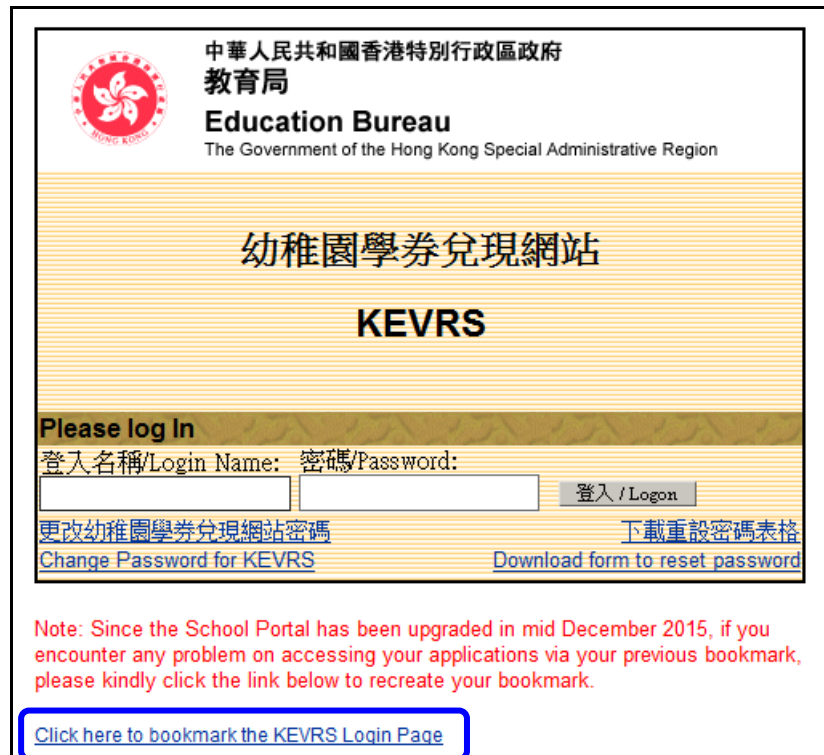 中華人民共和國香港特別行政區政府
教育局
Education Bureau
The Government of the Hong Kong Special Administrative Region
HONG KONG
幼稚園學券兌現網站
KEVRS
Please log In
登入名稱/Login Name: 密碼/Password:
登入 / Logon
更改幼稚園學券兌現網站密碼 下載重設密碼表格
Change Password for KEVRS Download form to reset password
Note: Since the School Portal has been upgraded in mid December 2015, if you
encounter any problem on accessing your applications via your previous bookmark,
please kindly click the link below to recreate your bookmark.
Click here to bookmark the KEVRS Login Page